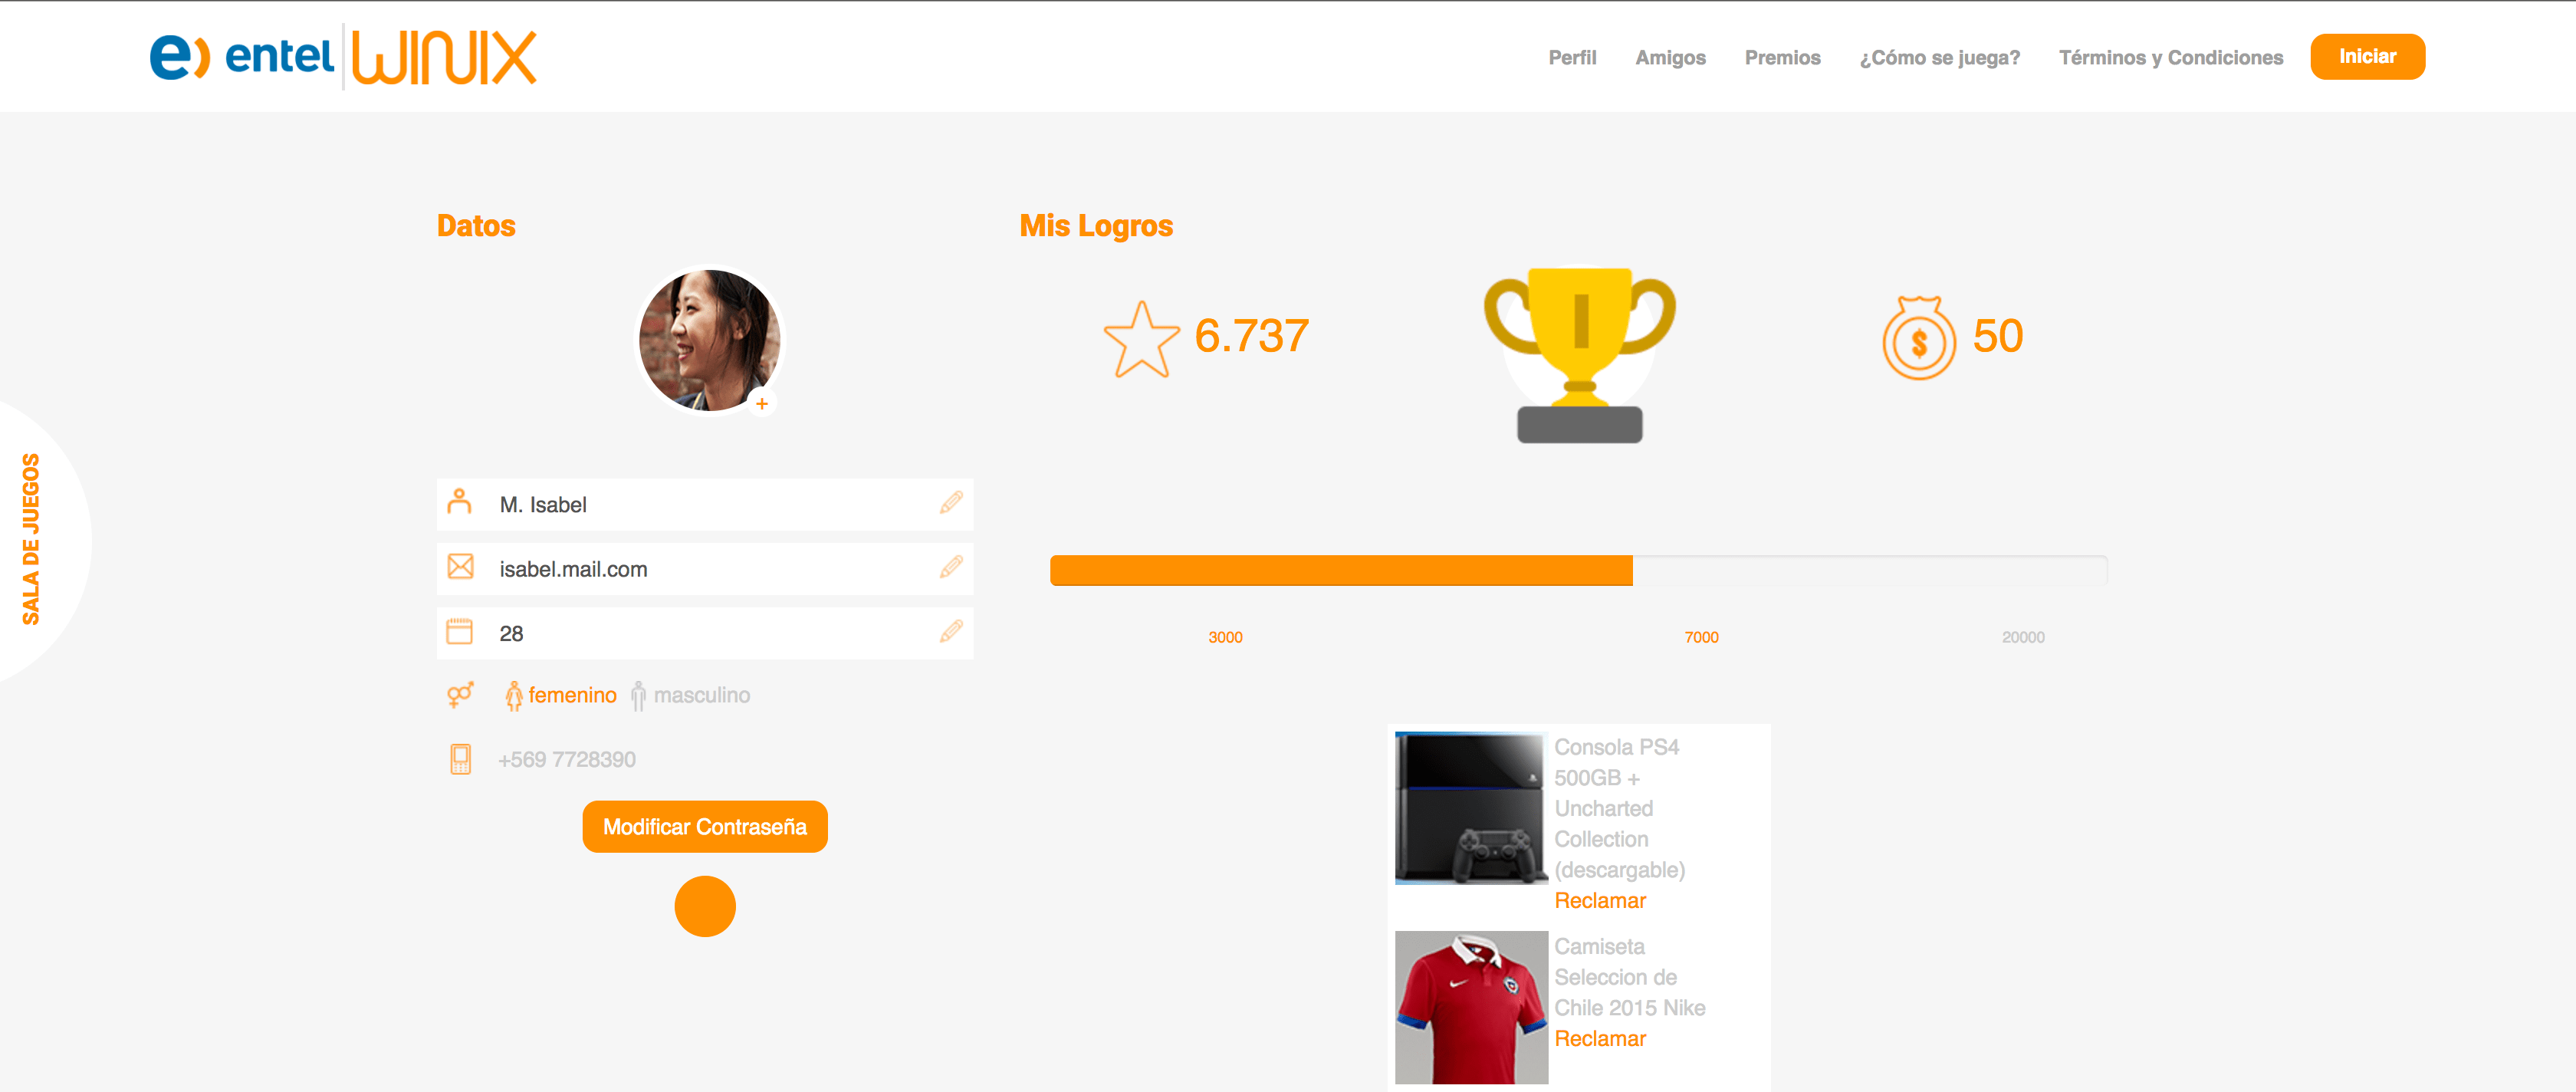 e) entel WINIX
Perfil
Amigos
Premios
¿Cómo se juega?
Términos y Condiciones
Iniciar
SALA DE JUEGOS
Datos
+
M. Isabel
isabel.mail.com
28
femenino masculino
+569 7728390
Modificar Contraseña
Mis Logros
6.737
I
$
50
3000
7000
20000
Consola PS4
500GB +
Uncharted
Collection
(descargable)
Reclamar
Camiseta
Seleccion de
Chile 2015 Nike
Reclamar